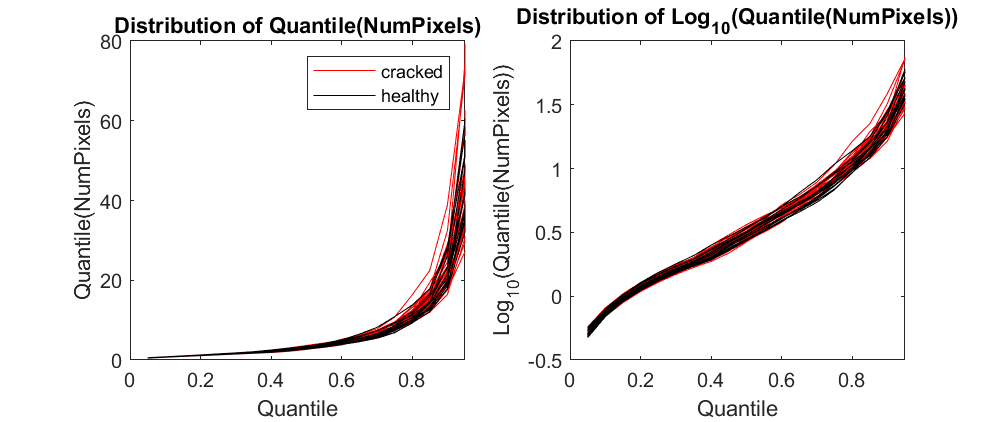 Distribution of Quantile(NumPixels)
80
60
40
20
0
Quantile(NumPixels)
cracked
healthy
0
0.2
0.4
0.6
0.8
Quantile
Distribution of Log10(Quantile(NumPixels))
2
1.5
1
0.5
0
-0.5
Log10(Quantile(NumPixels))
0
0.2
0.4
0.6
0.8
Quantile